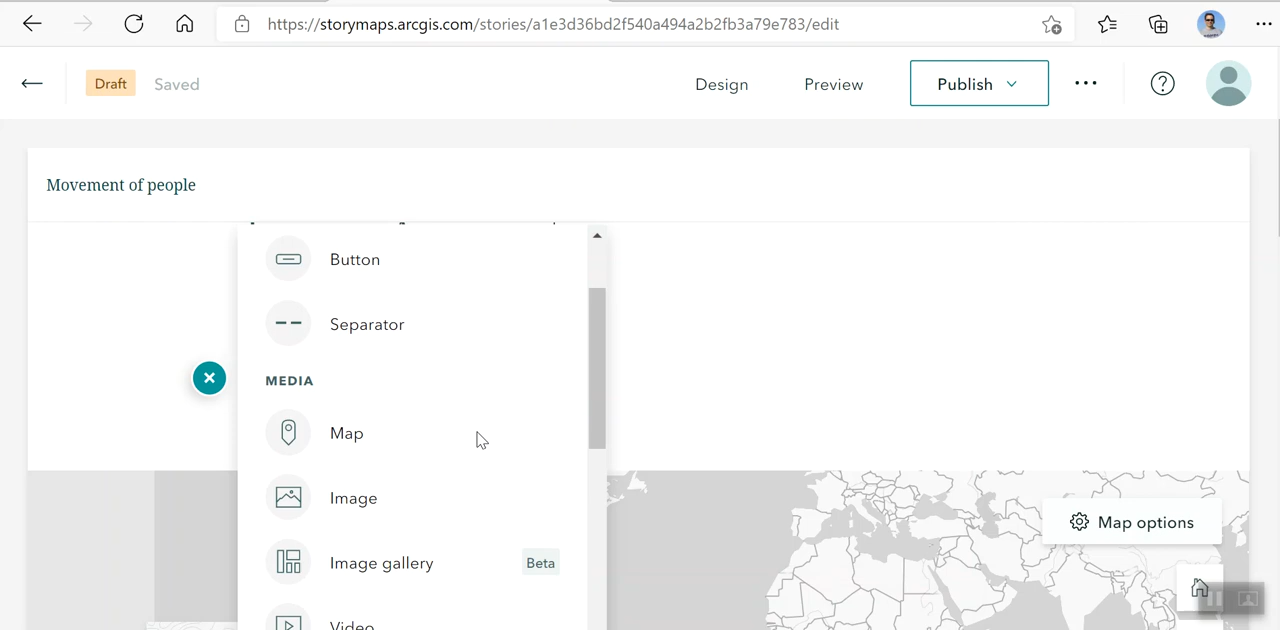 https://storymaps.arcgis.com/stories/a1e3d36bd2f540a494a2b2fb3a79e783/edit
Draft Saved Design Preview Publish
Movement of people
Button
Separator
MEDIA
Map
Image
Map options
Image gallery Beta
Video